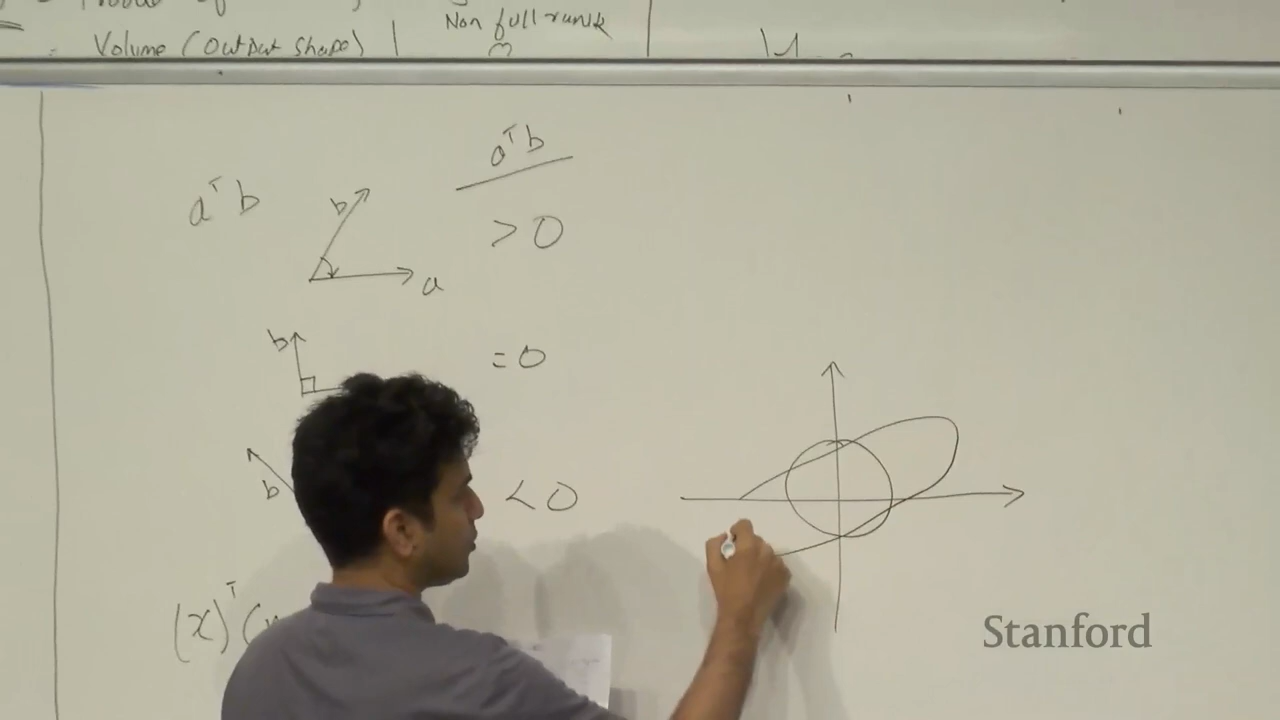 Volume (Output shape) |
Non full rank
aᵀb
aᵀb
b
> 0
a
b
= 0
b
< 0
(x)ᵀ(
Stanford